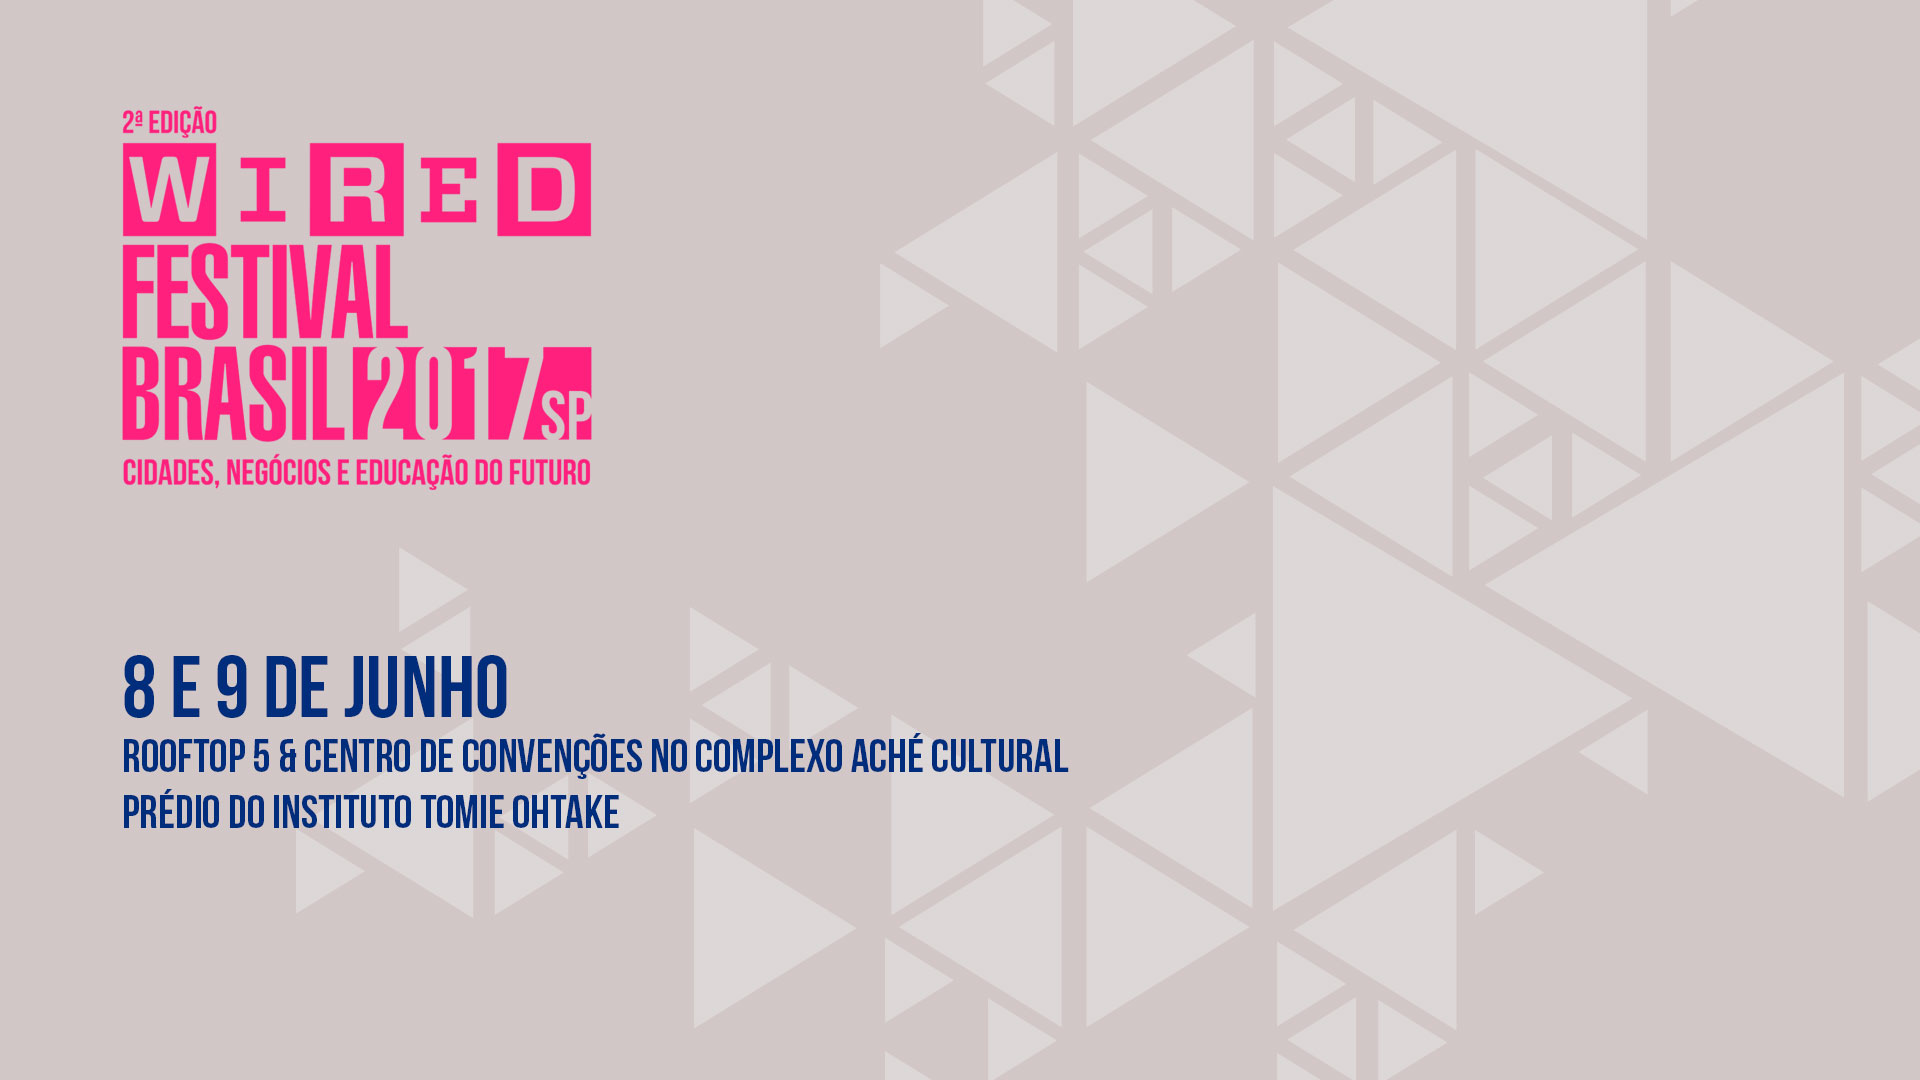 2ª EDIÇÃO
WIRED
FESTIVAL
BRASIL 2017 SP
CIDADES, NEGÓCIOS E EDUCAÇÃO DO FUTURO
8 E 9 DE JUNHO
ROOFTOP 5 & CENTRO DE CONVENÇÕES NO COMPLEXO ACHÉ CULTURAL
PRÉDIO DO INSTITUTO TOMIE OHTAKE